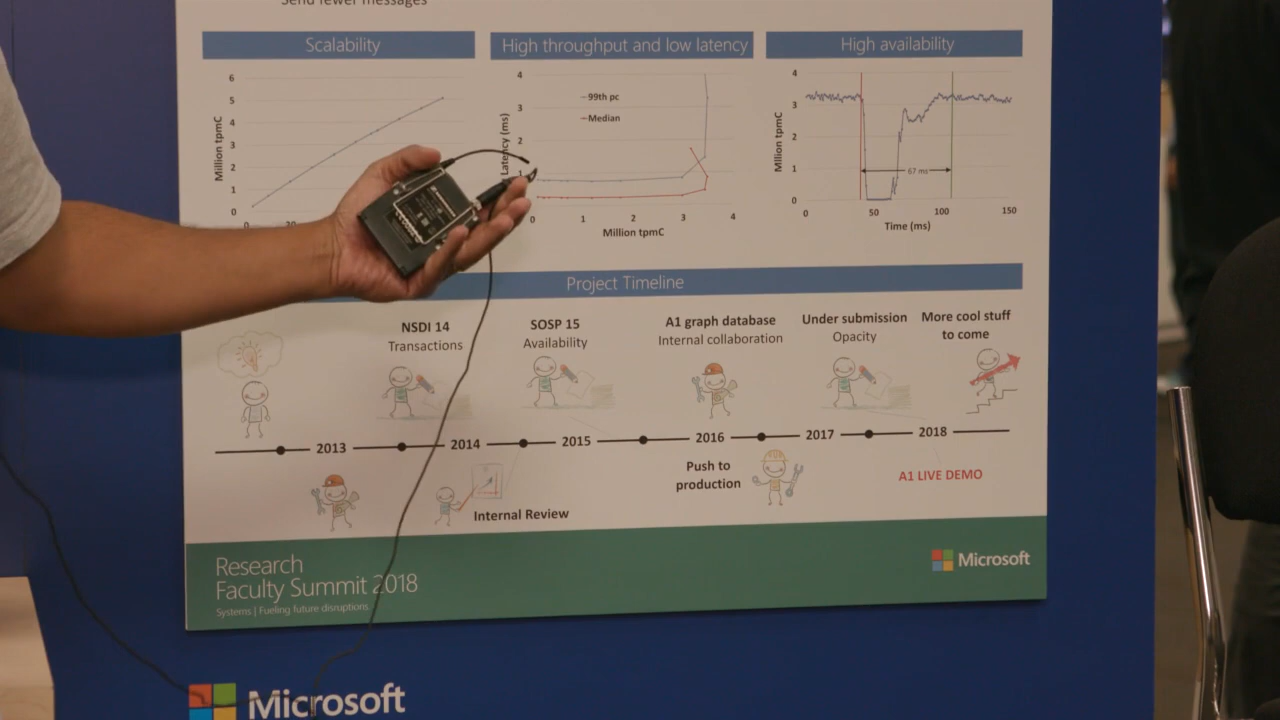 Send fewer messages
Scalability
High throughput and low latency
High availability
6
5
4
3
2
1
0
Million tpmC
0
4
3
2
1
Latency (ms)
99th pc
Median
0
1
2
3
4
Million tpmC
4
3
2
1
0
MIllion tpmC
67 ms
0
50
100
150
Time (ms)
Project Timeline
NSDI 14
Transactions
SOSP 15
Availability
A1 graph database
Internal collaboration
Under submission
Opacity
More cool stuff
to come
2013
2014
2015
2016
2017
2018
Internal Review
Push to
production
A1 LIVE DEMO
Research
Faculty Summit 2018
Systems | Fueling future disruptions
Microsoft
Microsoft